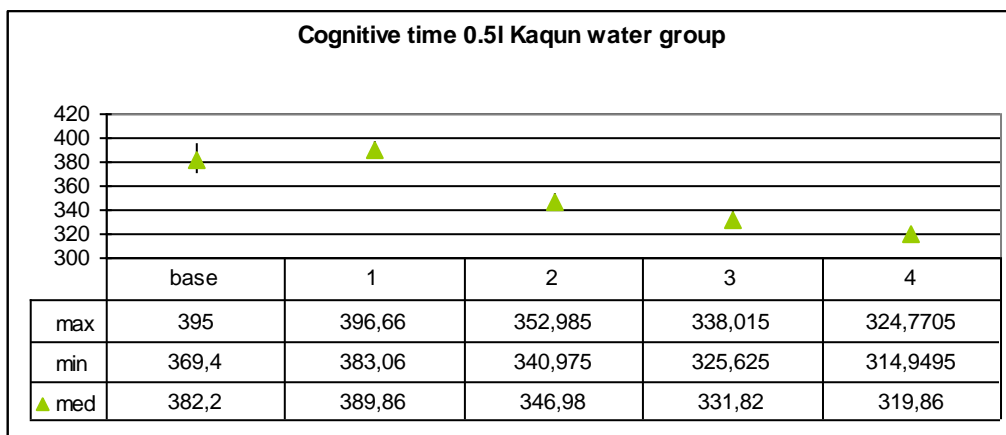 Cognitive time 0.5l Kaqun water group
420
400
380
360
340
320
300
base 1 2 3 4
max 395 396,66 352,985 338,015 324,7705
min 369,4 383,06 340,975 325,625 314,9495
med 382,2 389,86 346,98 331,82 319,86